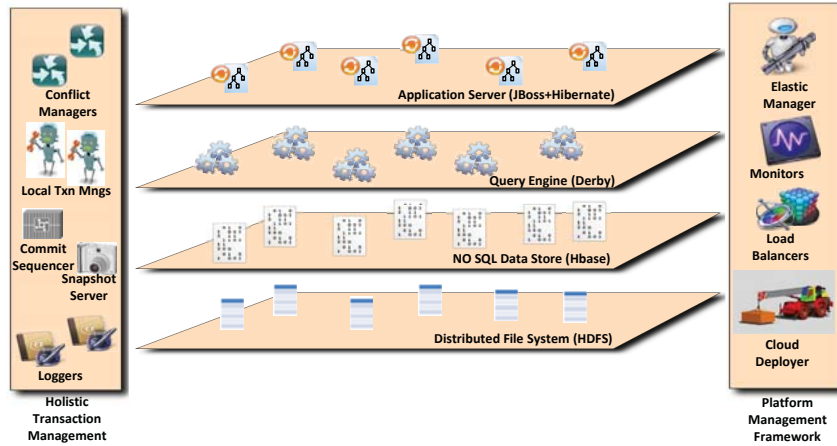 Conflict
Managers
Local Txn Mngs
Commit
Sequencer
Snapshot
Server
Loggers
Holistic
Transaction
Management
Application Server (JBoss+Hibernate)
Query Engine (Derby)
NO SQL Data Store (Hbase)
Distributed File System (HDFS)
Elastic
Manager
Monitors
Load
Balancers
Cloud
Deployer
Platform
Management
Framework